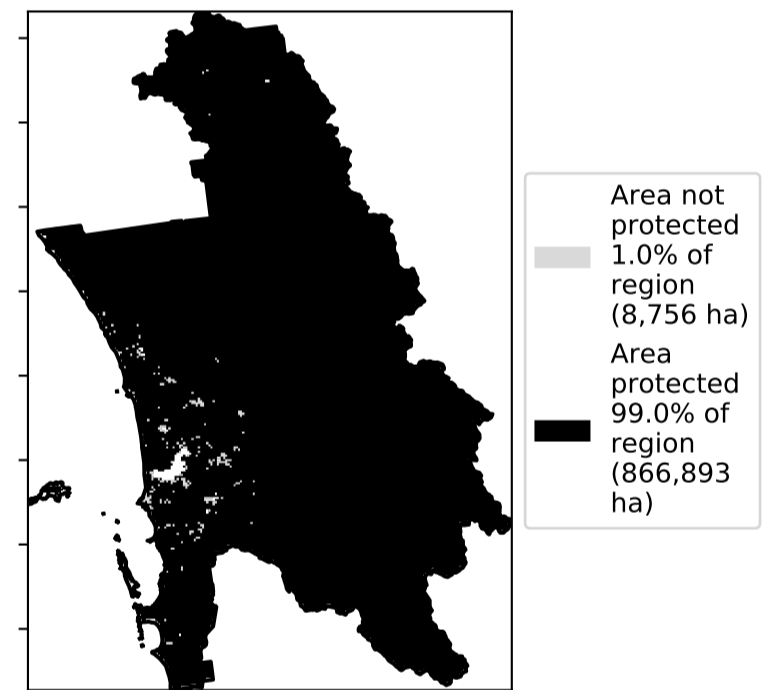 Area not
protected
1.0% of
region
(8,756 ha)
Area
protected
99.0% of
region
(866,893
ha)